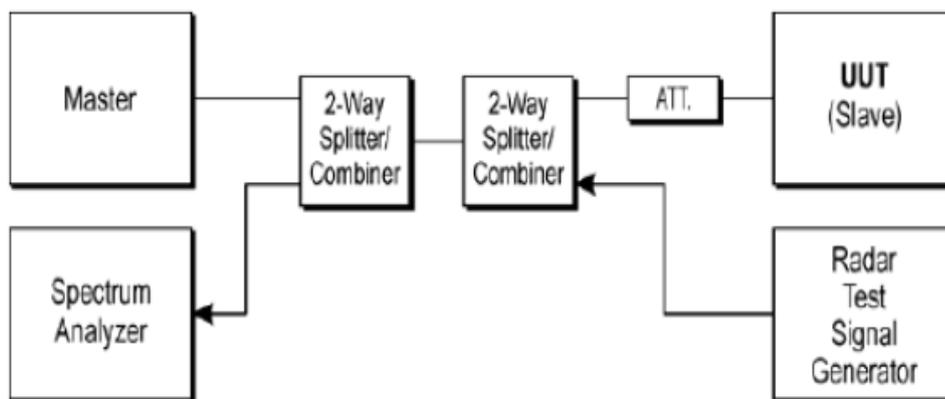 Master
2-Way
Splitter/
Combiner
2-Way
Splitter/
Combiner
ATT.
UUT
(Slave)
Spectrum
Analyzer
Radar
Test
Signal
Generator